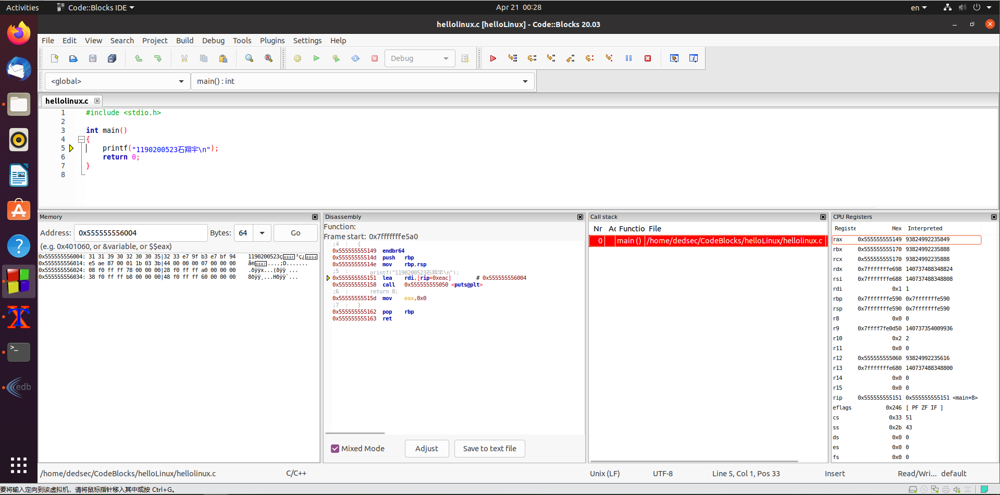 Activities
Code::Blocks IDE
Apr 21 00:28
en
hellolinux.c [helloLinux] - Code::Blocks 20.03
File Edit View Search Project Build Debug Tools Plugins Settings Help
Debug
<global>
main() : int
hellolinux.c
1 #include <stdio.h>
2
3 int main()
4 {
5 printf("1190200523石翔宇\n");
6 return 0;
7 }
8
Memory
Address: 0x555555556004 Bytes: 64 Go
(e.g. 0x401060, or &variable, or $$eax)
0x555555556004: 31 31 39 30 32 30 30 35|32 33 e7 9f b3 e7 bf 94
0x555555556014: e5 ae 87 00 01 1b 03 3b|44 00 00 00 07 00 00 00
0x555555556024: 08 f0 ff ff 78 00 00 00|28 f0 ff ff a0 00 00 00
0x555555556034: 38 f0 ff ff b8 00 00 00|48 f0 ff ff 60 00 00 00
Disassembly
Function:
Frame start: 0x7fffffffe5a0
;4 : {
0x555555555149 endbr64
0x55555555514d push rbp
0x55555555514e mov rbp,rsp
;5 : printf("1190200523石翔宇\n");
0x555555555151 lea rdi,[rip+0xeac] # 0x555555556004
0x555555555158 call 0x555555555050 <puts@plt>
;6 : return 0;
0x55555555515d mov eax,0x0
;7 : }
0x555555555162 pop rbp
0x555555555163 ret
Mixed Mode
Adjust
Save to text file
Call stack
Nr Functio File
0 main () /home/dedsec/CodeBlocks/helloLinux/hellolinux.c
CPU Registers
Registe Hex Interpreted
rax 0x555555555149 93824992235849
rbx 0x555555555170 93824992235888
rcx 0x555555555170 93824992235888
rdx 0x7fffffffe698 140737488348824
rsi 0x7fffffffe688 140737488348808
rdi 0x1 1
rbp 0x7fffffffe590 0x7fffffffe590
rsp 0x7fffffffe590 0x7fffffffe590
r8 0x0 0
r9 0x7ffff7fe0d50 140737354009936
r10 0x2 2
r11 0x0 0
r12 0x555555555060 93824992235616
r13 0x7fffffffe680 140737488348800
r14 0x0 0
r15 0x0 0
rip 0x555555555151 0x555555555151 <main+8>
eflags 0x246 [ PF ZF IF ]
cs 0x33 51
ss 0x2b 43
ds 0x0 0
es 0x0 0
fs 0x0 0
edb
/home/dedsec/CodeBlocks/helloLinux/hellolinux.c
C/C++
Unix (LF)
UTF-8
Line 5, Col 1, Pos 33
Insert
Read/Wri...
default
要将输入定向到该虚拟机，请将鼠标指针移入其中或按 Ctrl+G。